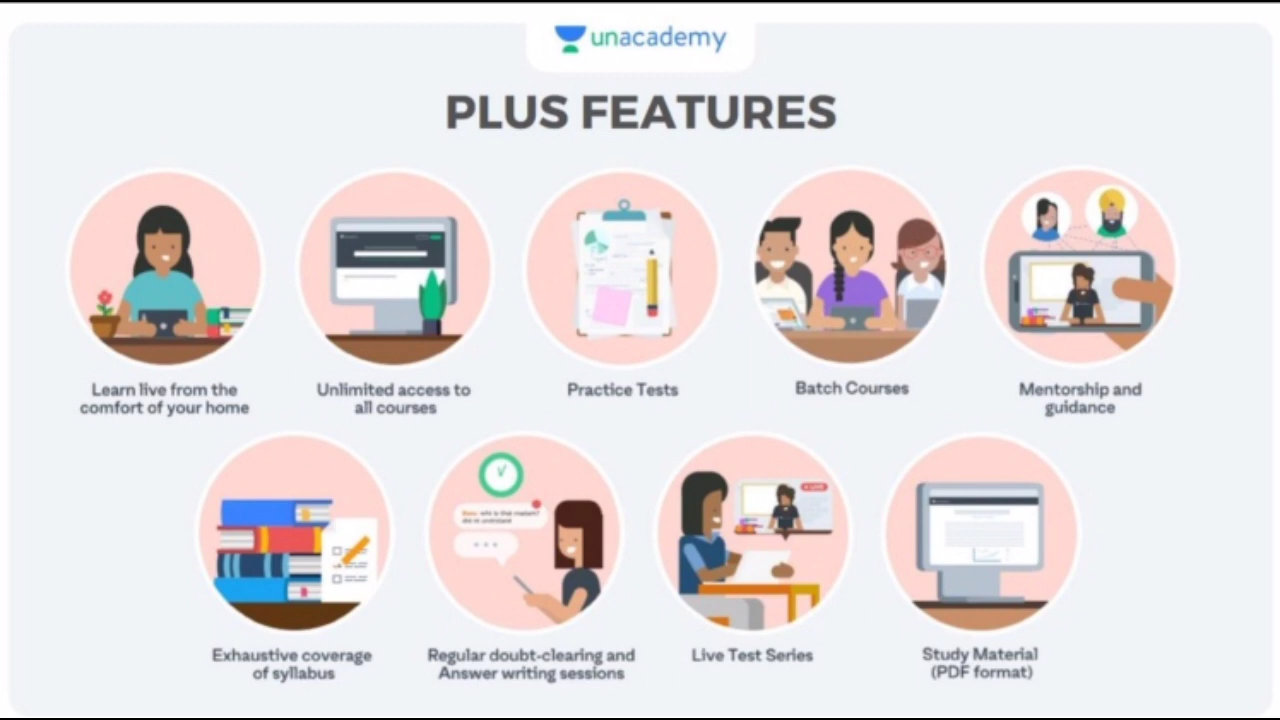 unacademy
PLUS FEATURES
Learn live from the
comfort of your home
Unlimited access to
all courses
Practice Tests
Batch Courses
Mentorship and
guidance
LIVE
Exhaustive coverage
of syllabus
Regular doubt-clearing and
Answer writing sessions
Live Test Series
Study Material
(PDF format)